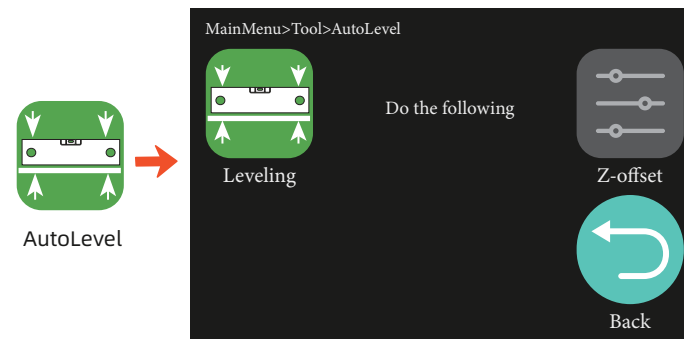 MainMenu>Tool>AutoLevel
Do the following
Leveling
Z-offset
AutoLevel
Back